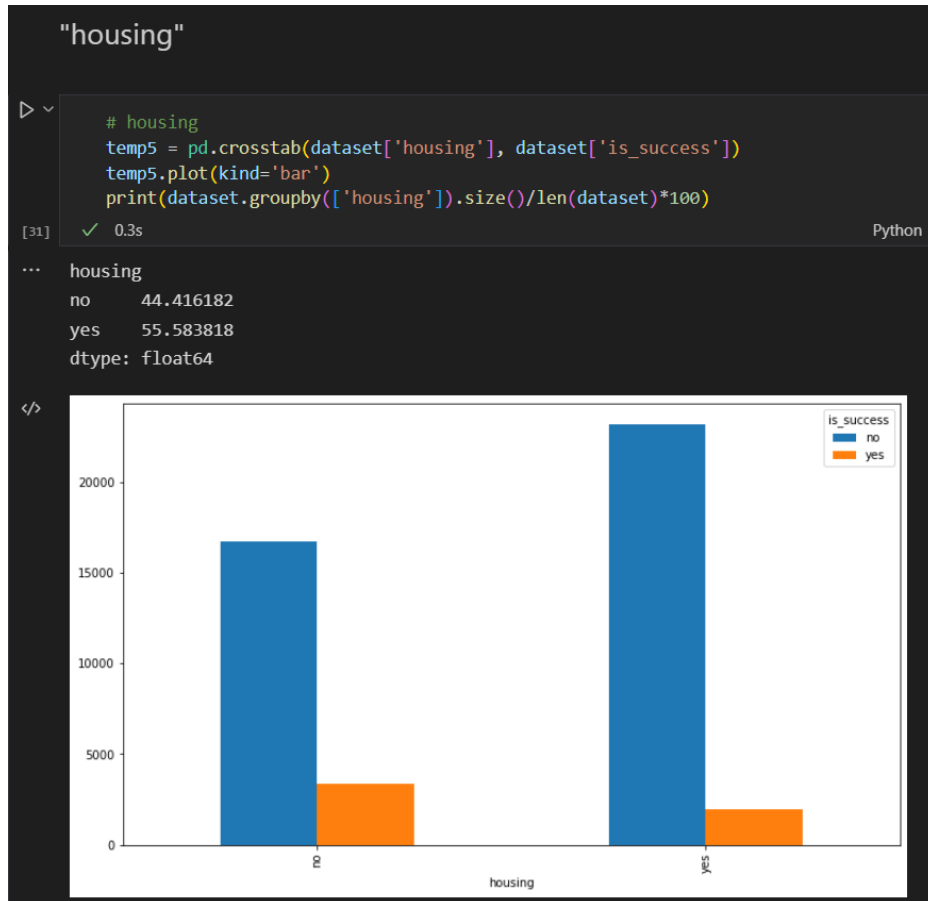 "housing"
# housing
temp5 = pd.crosstab(dataset['housing'], dataset['is_success'])
temp5.plot(kind='bar')
print(dataset.groupby(['housing']).size()/len(dataset)*100)
[31] ✓ 0.3s Python
... housing
no 44.416182
yes 55.583818
dtype: float64
</>
is_success
no
yes
20000
15000
10000
5000
0
no yes
housing